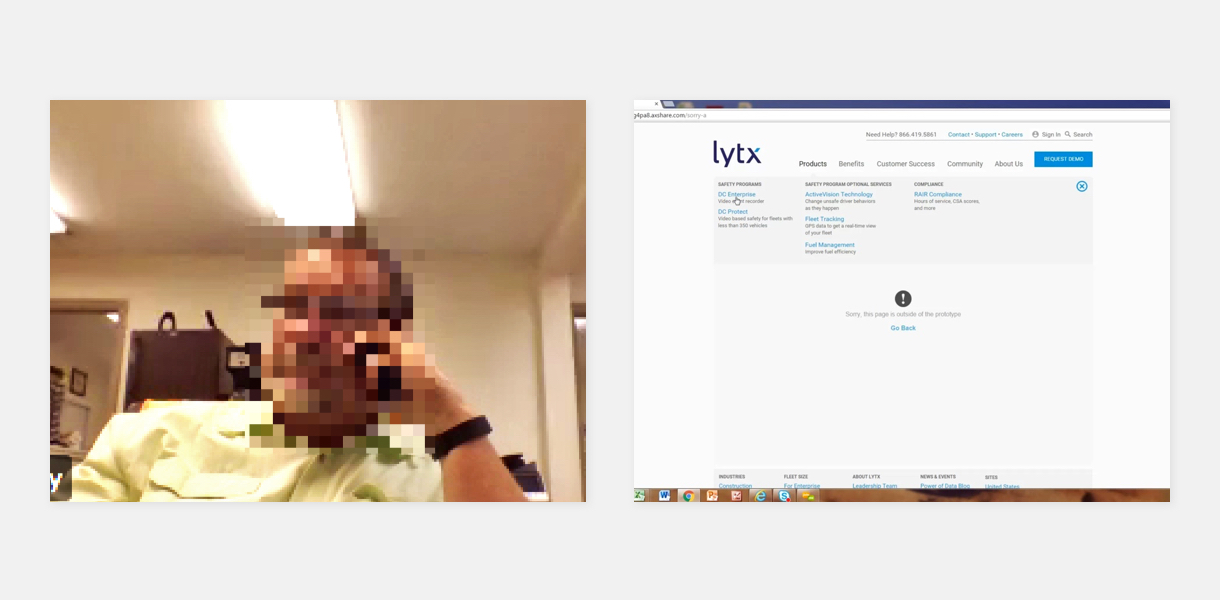 y
×
g4pa8.axshare.com/sorry-a
Need Help? 866.419.5861 Contact • Support • Careers Sign In Search
lytx
Products Benefits Customer Success Community About Us REQUEST DEMO
SAFETY PROGRAMS
DC Enterprise
Video event recorder
DC Protect
Video based safety for fleets with
less than 350 vehicles
SAFETY PROGRAM OPTIONAL SERVICES
ActiveVision Technology
Change unsafe driver behaviors
as they happen
Fleet Tracking
GPS data to get a real-time view
of your fleet
Fuel Management
Improve fuel efficiency
COMPLIANCE
RAIR Compliance
Hours of service, CSA scores,
and more
!
Sorry, this page is outside of the prototype
Go Back
INDUSTRIES FLEET SIZE ABOUT LYTX NEWS & EVENTS SITES
Construction For Enterprise Leadership Team Power of Data Blog United States